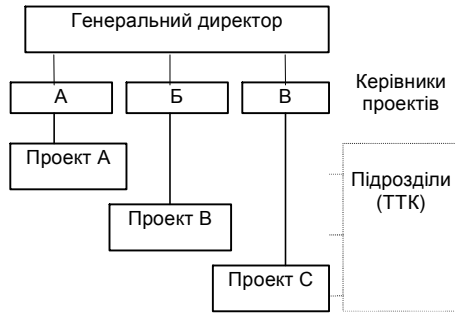 Генеральний директор
А
Б
В
Керівники
проектів
Проект А
Підрозділи
(ТТК)
Проект В
Проект С